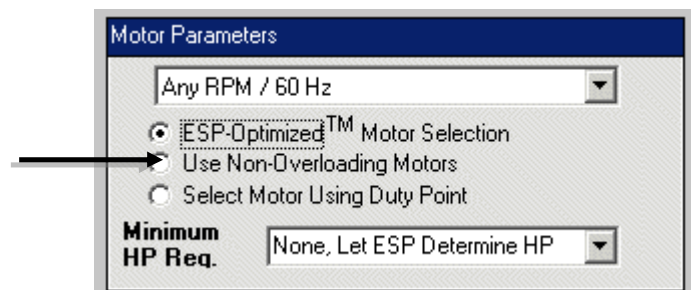 Motor Parameters
Any RPM / 60 Hz
ESP-Optimized™ Motor Selection
Use Non-Overloading Motors
Select Motor Using Duty Point
Minimum
HP Req.
None, Let ESP Determine HP